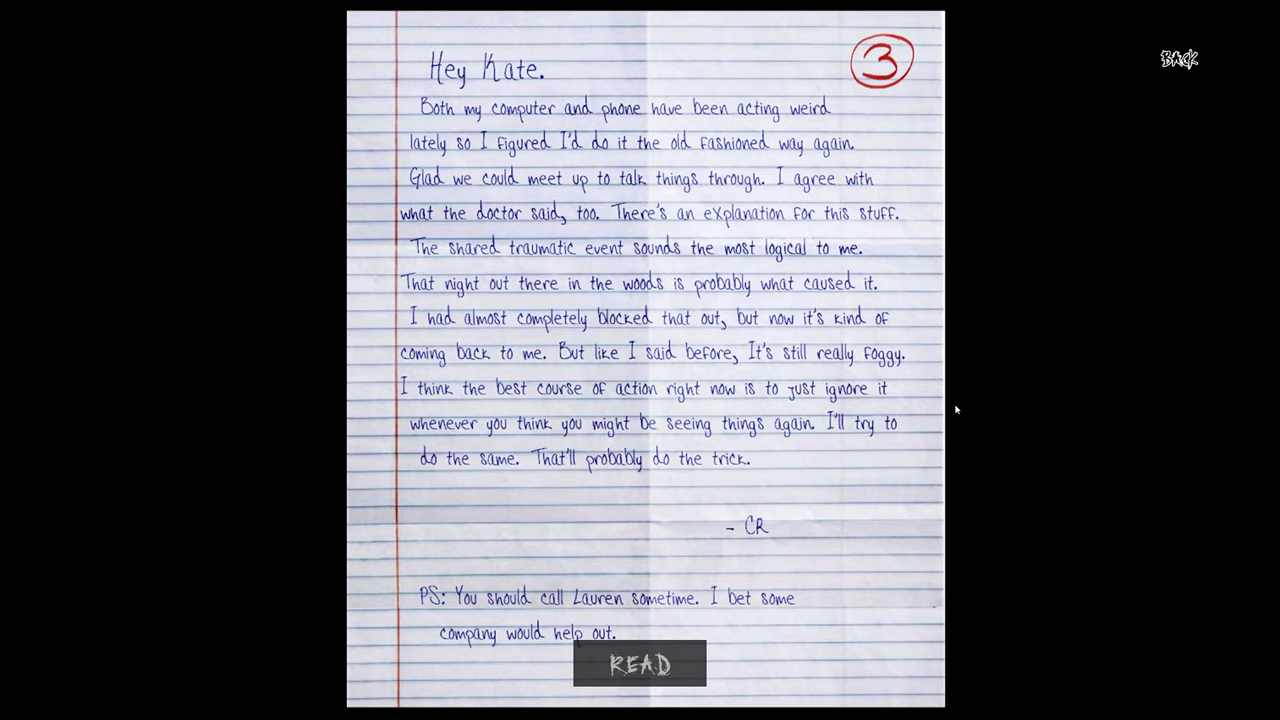 Hey Kate.
3
BACK
Both my computer and phone have been acting weird
lately so I figured I'd do it the old fashioned way again.
Glad we could meet up to talk things through. I agree with
what the doctor said, too. There's an explanation for this stuff.
The shared traumatic event sounds the most logical to me.
That night out there in the woods is probably what caused it.
I had almost completely blocked that out, but now it's kind of
coming back to me. But like I said before, It's still really foggy.
I think the best course of action right now is to just ignore it
whenever you think you might be seeing things again. I'll try to
do the same. That'll probably do the trick.
- CR
PS: You should call Lauren sometime. I bet some
company would help out.
READ